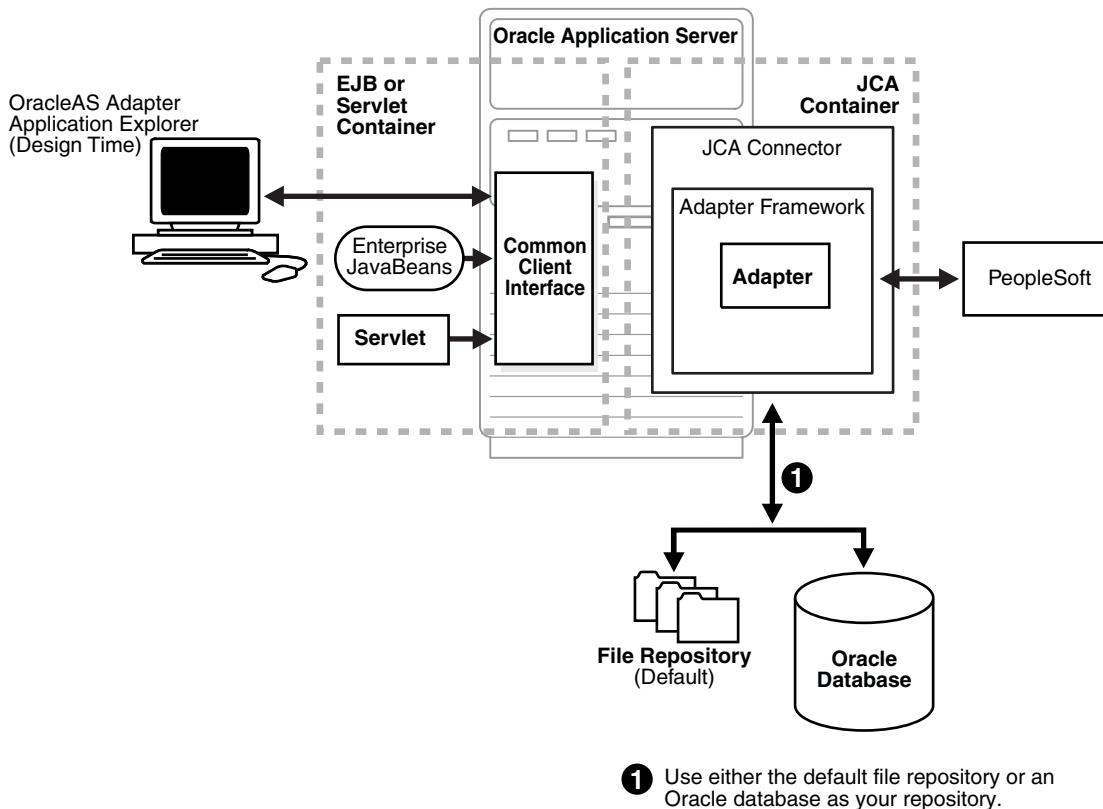 Oracle Application Server
EJB or
Servlet
Container
JCA
Container
OracleAS Adapter
Application Explorer
(Design Time)
JCA Connector
Adapter Framework
Adapter
Enterprise
JavaBeans
Common
Client
Interface
Servlet
PeopleSoft
1
File Repository
(Default)
Oracle
Database
1 Use either the default file repository or an
Oracle database as your repository.